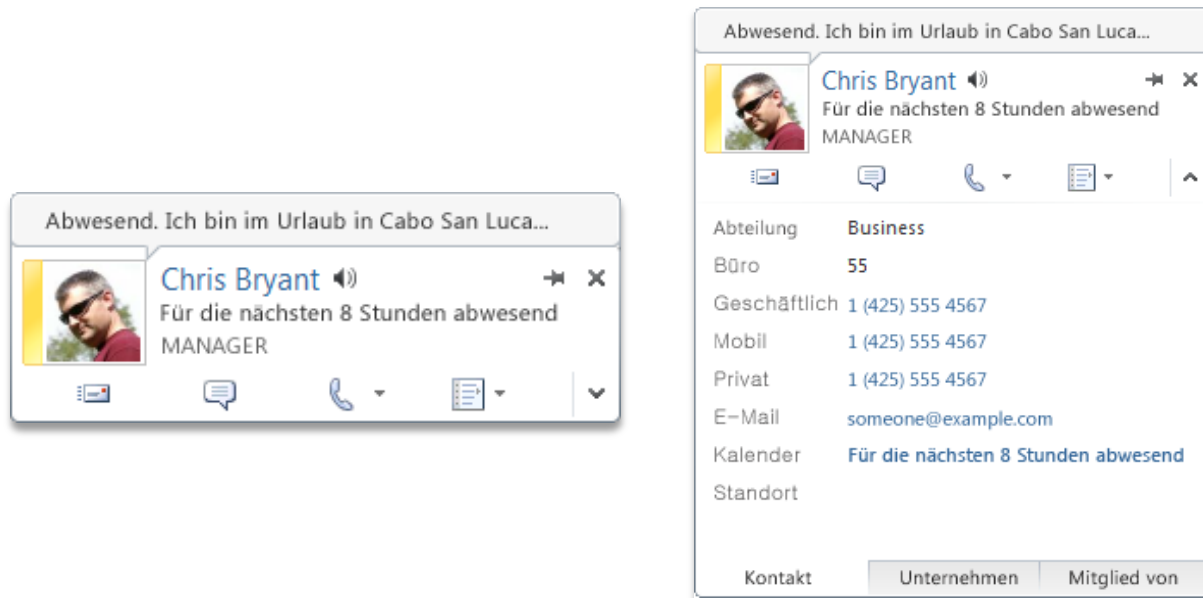 Abwesend. Ich bin im Urlaub in Cabo San Luca...
Chris Bryant
Für die nächsten 8 Stunden abwesend
MANAGER
Abwesend. Ich bin im Urlaub in Cabo San Luca...
Chris Bryant
Für die nächsten 8 Stunden abwesend
MANAGER
Abteilung Business
Büro 55
Geschäftlich 1 (425) 555 4567
Mobil 1 (425) 555 4567
Privat 1 (425) 555 4567
E-Mail someone@example.com
Kalender Für die nächsten 8 Stunden abwesend
Standort
Kontakt Unternehmen Mitglied von